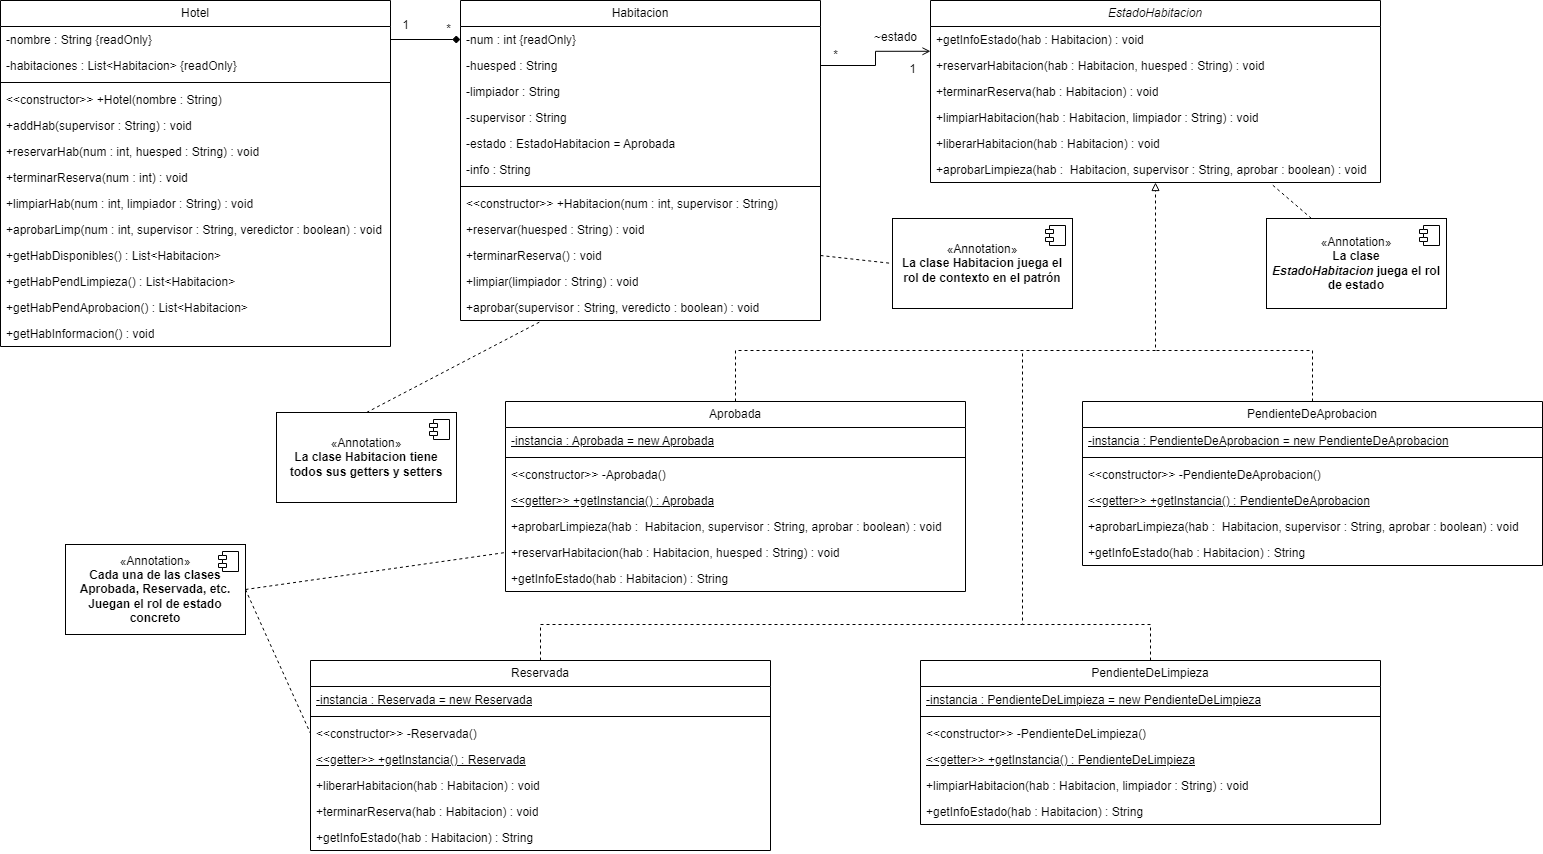 Hotel
-nombre : String {readOnly}
-habitaciones : List<Habitacion> {readOnly}
<<constructor>> +Hotel(nombre : String)
+addHab(supervisor : String) : void
+reservarHab(num : int, huesped : String) : void
+terminarReserva(num : int) : void
+limpiarHab(num : int, limpiador : String) : void
+aprobarLimp(num : int, supervisor : String, veredictor : boolean) : void
+getHabDisponibles() : List<Habitacion>
+getHabPendLimpieza() : List<Habitacion>
+getHabPendAprobacion() : List<Habitacion>
+getHabInformacion() : void
1
*
Habitacion
-num : int {readOnly}
-huesped : String
-limpiador : String
-supervisor : String
-estado : EstadoHabitacion = Aprobada
-info : String
<<constructor>> +Habitacion(num : int, supervisor : String)
+reservar(huesped : String) : void
+terminarReserva() : void
+limpiar(limpiador : String) : void
+aprobar(supervisor : String, veredicto : boolean) : void
*
~estado
1
EstadoHabitacion
+getInfoEstado(hab : Habitacion) : void
+reservarHabitacion(hab : Habitacion, huesped : String) : void
+terminarReserva(hab : Habitacion) : void
+limpiarHabitacion(hab : Habitacion, limpiador : String) : void
+liberarHabitacion(hab : Habitacion) : void
+aprobarLimpieza(hab :  Habitacion, supervisor : String, aprobar : boolean) : void
«Annotation»
La clase Habitacion juega el
rol de contexto en el patrón
«Annotation»
La clase
EstadoHabitacion juega el rol
de estado
«Annotation»
La clase Habitacion tiene
todos sus getters y setters
Aprobada
-instancia : Aprobada = new Aprobada
<<constructor>> -Aprobada()
<<getter>> +getInstancia() : Aprobada
+aprobarLimpieza(hab :  Habitacion, supervisor : String, aprobar : boolean) : void
+reservarHabitacion(hab : Habitacion, huesped : String) : void
+getInfoEstado(hab : Habitacion) : String
PendienteDeAprobacion
-instancia : PendienteDeAprobacion = new PendienteDeAprobacion
<<constructor>> -PendienteDeAprobacion()
<<getter>> +getInstancia() : PendienteDeAprobacion
+aprobarLimpieza(hab :  Habitacion, supervisor : String, aprobar : boolean) : void
+getInfoEstado(hab : Habitacion) : String
«Annotation»
Cada una de las clases
Aprobada, Reservada, etc.
Juegan el rol de estado
concreto
Reservada
-instancia : Reservada = new Reservada
<<constructor>> -Reservada()
<<getter>> +getInstancia() : Reservada
+liberarHabitacion(hab : Habitacion) : void
+terminarReserva(hab : Habitacion) : void
+getInfoEstado(hab : Habitacion) : String
PendienteDeLimpieza
-instancia : PendienteDeLimpieza = new PendienteDeLimpieza
<<constructor>> -PendienteDeLimpieza()
<<getter>> +getInstancia() : PendienteDeLimpieza
+limpiarHabitacion(hab : Habitacion, limpiador : String) : void
+getInfoEstado(hab : Habitacion) : String